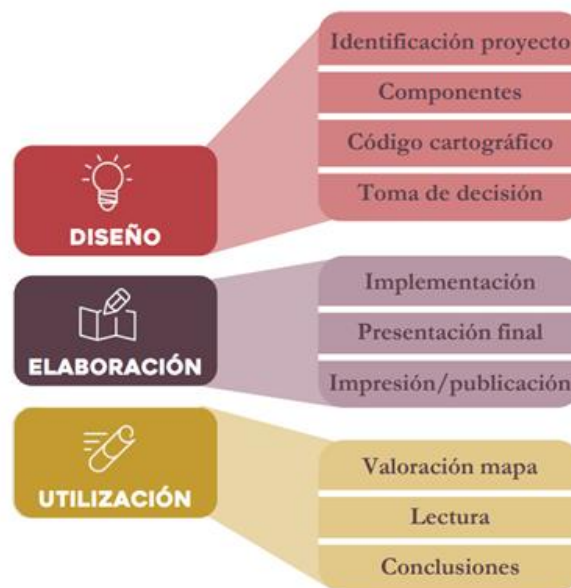 DISEÑO
Identificación proyecto
Componentes
Código cartográfico
Toma de decisión
ELABORACIÓN
Implementación
Presentación final
Impresión/publicación
UTILIZACIÓN
Valoración mapa
Lectura
Conclusiones